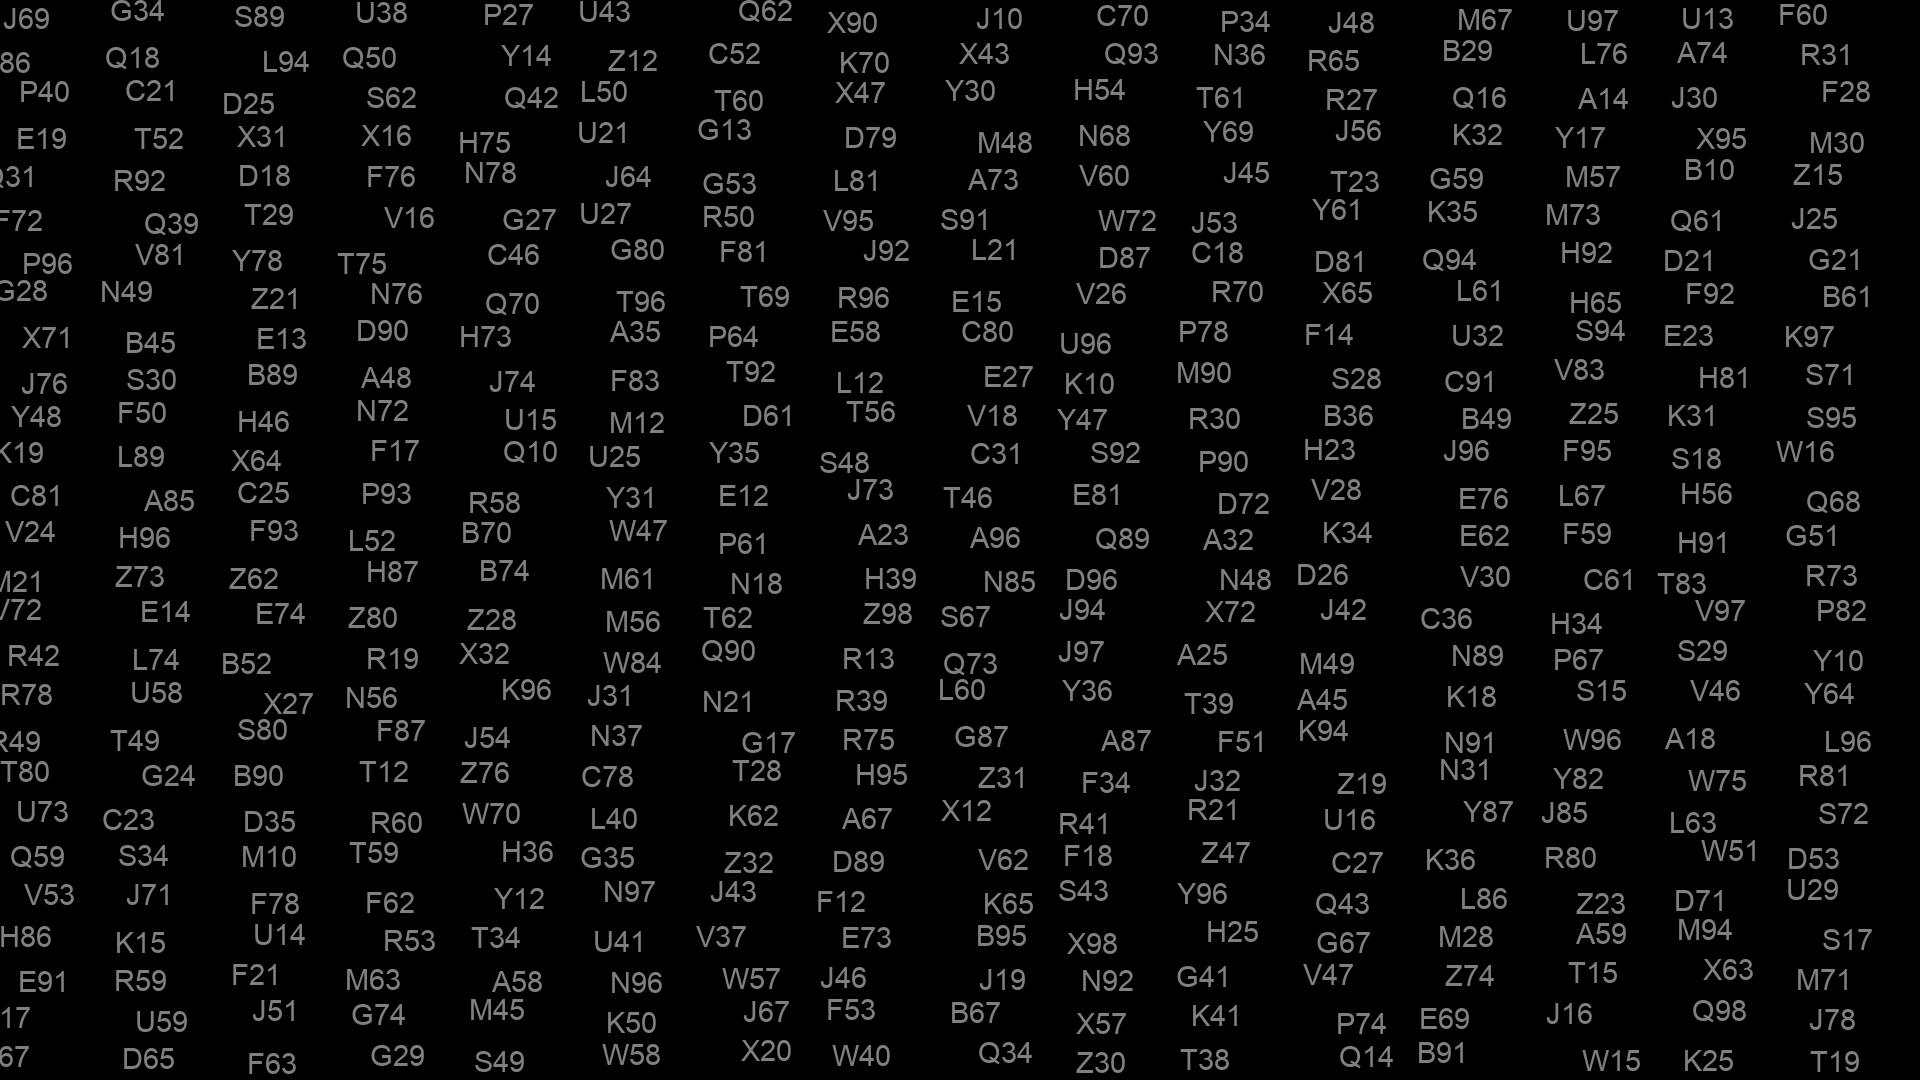 J69 G34 S89 U38 P27 U43 Q62 X90 J10 C70 P34 J48 M67 U97 U13 F60
86 Q18 L94 Q50 Y14 Z12 C52 K70 X43 Q93 N36 R65 B29 L76 A74 R31
P40 C21 D25 S62 Q42 L50 T60 X47 Y30 H54 T61 R27 Q16 A14 J30 F28
E19 T52 X31 X16 H75 U21 G13 D79 M48 N68 Y69 J56 K32 Y17 X95 M30
Q31 R92 D18 F76 N78 J64 G53 L81 A73 V60 J45 T23 G59 M57 B10 Z15
F72 Q39 T29 V16 G27 U27 R50 V95 S91 W72 J53 Y61 K35 M73 Q61 J25
P96 V81 Y78 T75 C46 G80 F81 J92 L21 D87 C18 D81 Q94 H92 D21 G21
G28 N49 Z21 N76 Q70 T96 T69 R96 E15 V26 R70 X65 L61 H65 F92 B61
X71 B45 E13 D90 H73 A35 P64 E58 C80 U96 P78 F14 U32 S94 E23 K97
J76 S30 B89 A48 J74 F83 T92 L12 E27 K10 M90 S28 C91 V83 H81 S71
Y48 F50 H46 N72 U15 M12 D61 T56 V18 Y47 R30 B36 B49 Z25 K31 S95
K19 L89 X64 F17 Q10 U25 Y35 S48 C31 S92 P90 H23 J96 F95 S18 W16
C81 A85 C25 P93 R58 Y31 E12 J73 T46 E81 D72 V28 E76 L67 H56 Q68
V24 H96 F93 L52 B70 W47 P61 A23 A96 Q89 A32 K34 E62 F59 H91 G51
M21 Z73 Z62 H87 B74 M61 N18 H39 N85 D96 N48 D26 V30 C61 T83 R73
V72 E14 E74 Z80 Z28 M56 T62 Z98 S67 J94 X72 J42 C36 H34 V97 P82
R42 L74 B52 R19 X32 W84 Q90 R13 Q73 J97 A25 M49 N89 P67 S29 Y10
R78 U58 X27 N56 K96 J31 N21 R39 L60 Y36 T39 A45 K18 S15 V46 Y64
R49 T49 S80 F87 J54 N37 G17 R75 G87 A87 F51 K94 N91 W96 A18 L96
T80 G24 B90 T12 Z76 C78 T28 H95 Z31 F34 J32 Z19 N31 Y82 W75 R81
U73 C23 D35 R60 W70 L40 K62 A67 X12 R41 R21 U16 Y87 J85 L63 S72
Q59 S34 M10 T59 H36 G35 Z32 D89 V62 F18 Z47 C27 K36 R80 W51 D53
V53 J71 F78 F62 Y12 N97 J43 F12 K65 S43 Y96 Q43 L86 Z23 D71 U29
H86 K15 U14 R53 T34 U41 V37 E73 B95 X98 H25 G67 M28 A59 M94 S17
E91 R59 F21 M63 A58 N96 W57 J46 J19 N92 G41 V47 Z74 T15 X63 M71
17 U59 J51 G74 M45 K50 J67 F53 B67 X57 K41 P74 E69 J16 Q98 J78
67 D65 F63 G29 S49 W58 X20 W40 Q34 Z30 T38 Q14 B91 W15 K25 T19